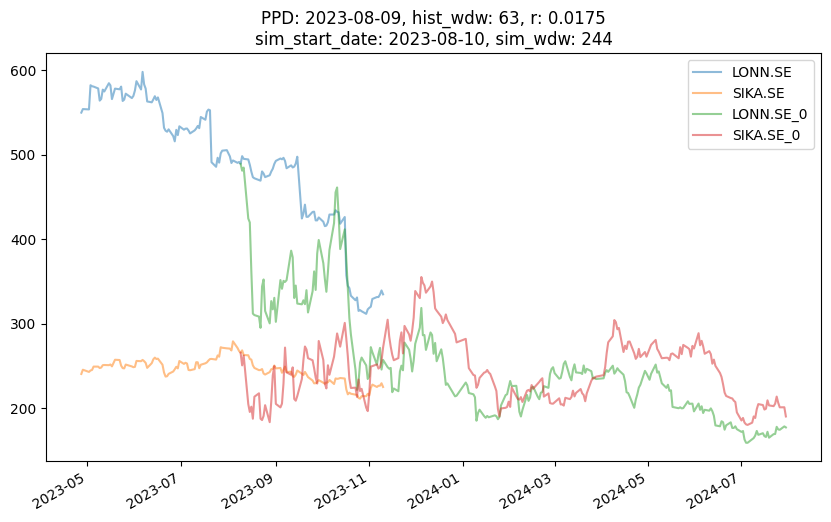 PPD: 2023-08-09, hist_wdw: 63, r: 0.0175
sim_start_date: 2023-08-10, sim_wdw: 244
LONN.SE
SIKA.SE
LONN.SE_0
SIKA.SE_0
600
500
400
300
200
2023-05
2023-07
2023-09
2023-11
2024-01
2024-03
2024-05
2024-07